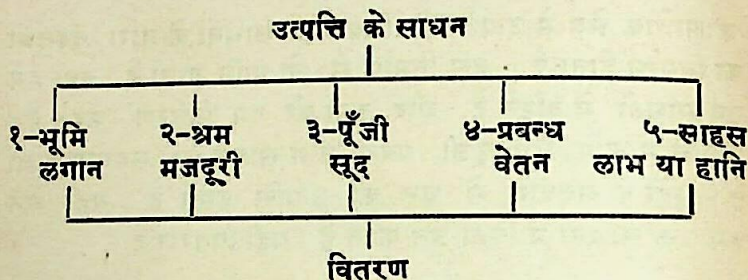 उत्पत्ति के साधन
१-भूमि २-श्रम ३-पूँजी ४-प्रबन्ध ५-साहस
लगान मजदूरी सूद वेतन लाभ या हानि
वितरण